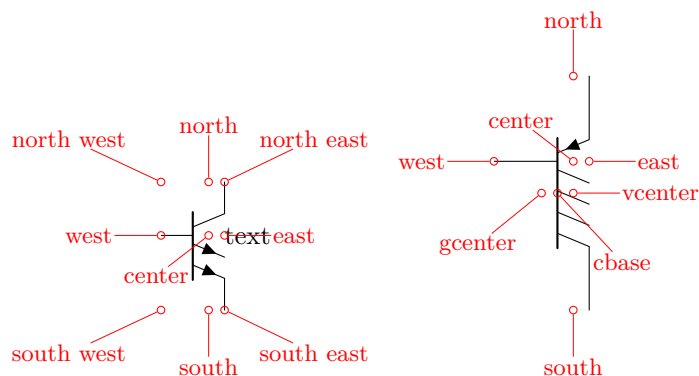 north west
north
north east
west
text
east
center
south west
south
south east
north
center
west
east
vcenter
gcenter
cbase
south